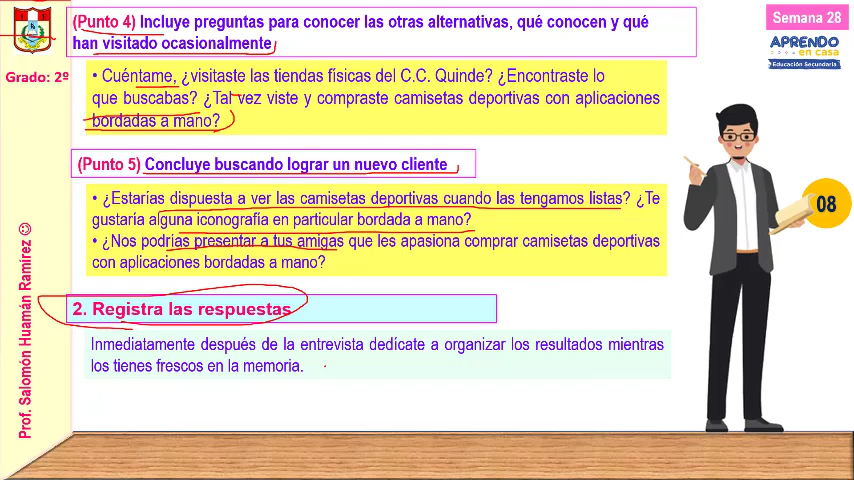 (Punto 4) Incluye preguntas para conocer las otras alternativas, qué conocen y qué
han visitado ocasionalmente
Semana 28
APRENDO
en casa
Educación Secundaria
Grado: 2º
• Cuéntame, ¿visitaste las tiendas físicas del C.C. Quinde? ¿Encontraste lo
que buscabas? ¿Tal vez viste y compraste camisetas deportivas con aplicaciones
bordadas a mano?
(Punto 5) Concluye buscando lograr un nuevo cliente
• ¿Estarías dispuesta a ver las camisetas deportivas cuando las tengamos listas? ¿Te
gustaría alguna iconografía en particular bordada a mano?
• ¿Nos podrías presentar a tus amigas que les apasiona comprar camisetas deportivas
con aplicaciones bordadas a mano?
08
2. Registra las respuestas
Inmediatamente después de la entrevista dedícate a organizar los resultados mientras
los tienes frescos en la memoria.
Prof. Salomón Huamán Ramírez ☺